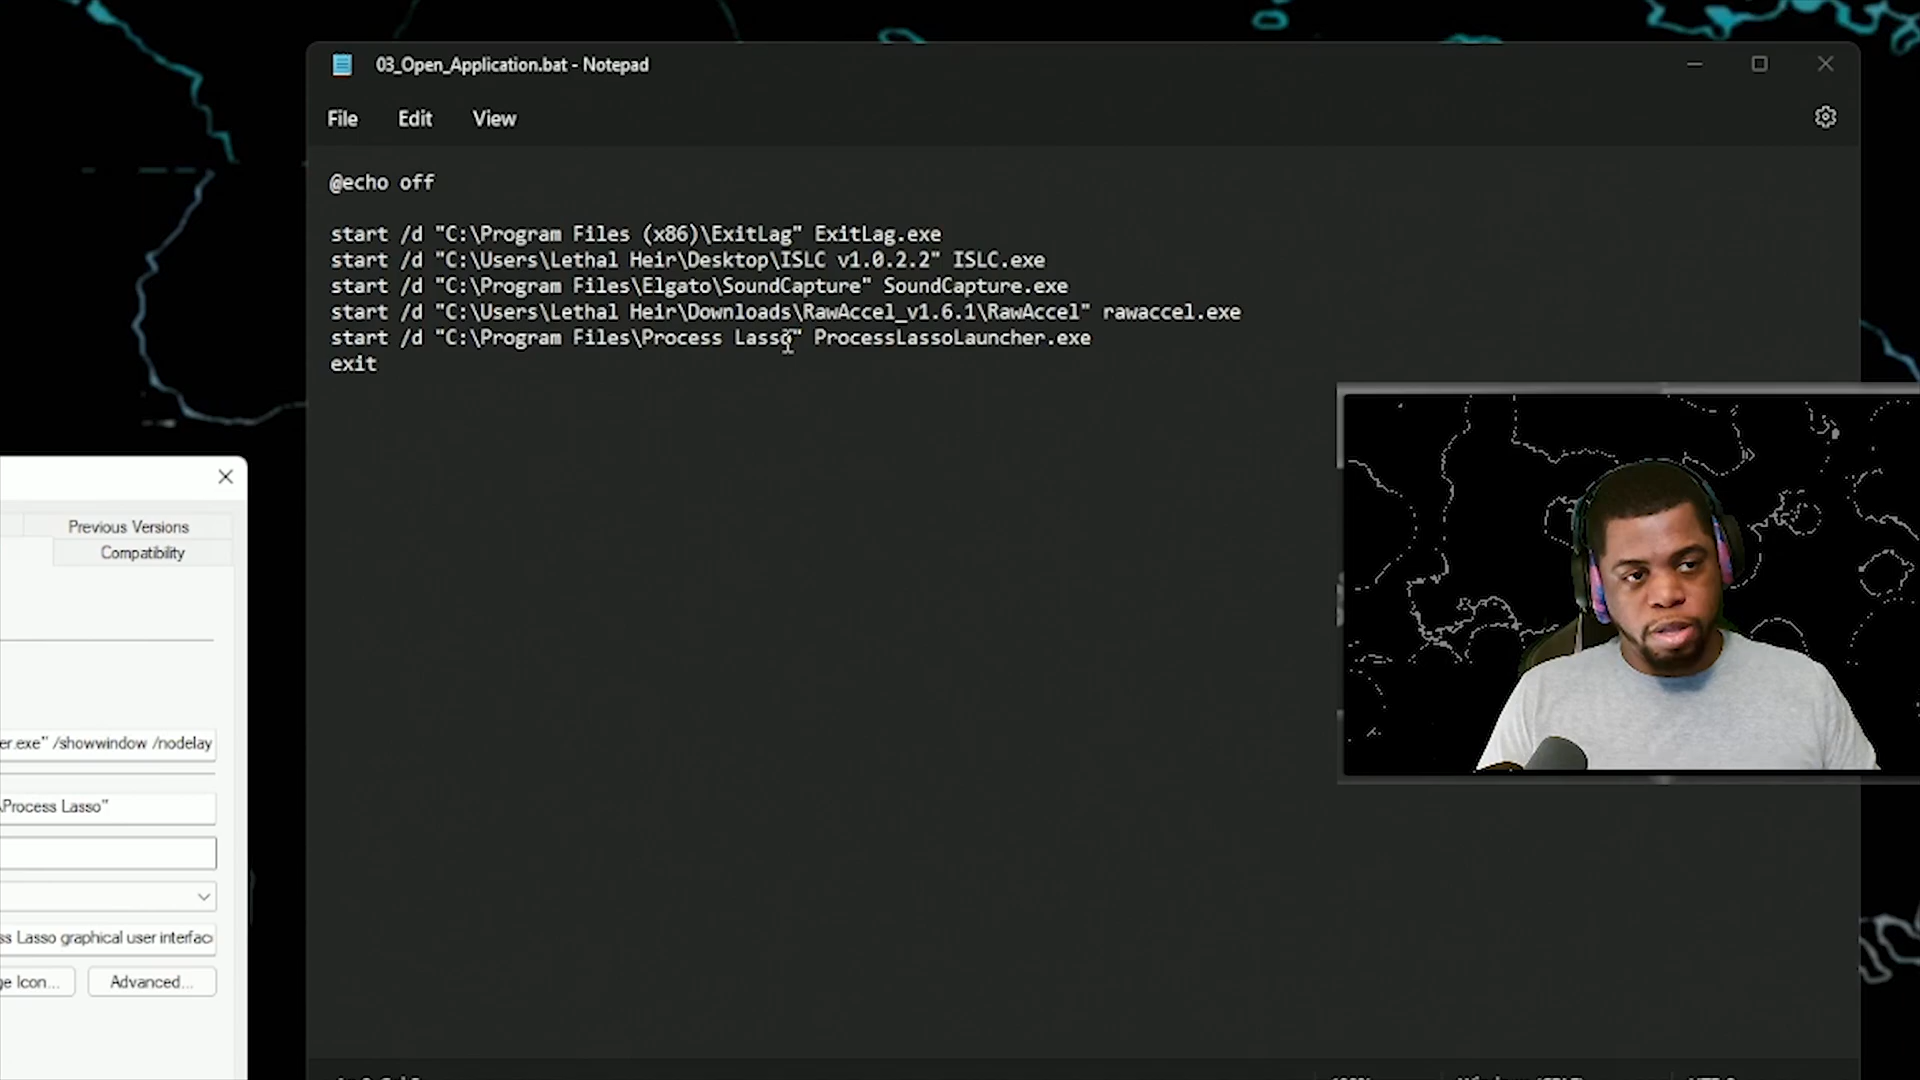 03_Open_Application.bat - Notepad
File Edit View
@echo off
start /d "C:\Program Files (x86)\ExitLag" ExitLag.exe
start /d "C:\Users\Lethal Heir\Desktop\ISLC v1.0.2.2" ISLC.exe
start /d "C:\Program Files\Elgato\SoundCapture" SoundCapture.exe
start /d "C:\Users\Lethal Heir\Downloads\RawAccel_v1.6.1\RawAccel" rawaccel.exe
start /d "C:\Program Files\Process Lasso" ProcessLassoLauncher.exe
exit
Previous Versions
Compatibility
er.exe" /showwindow /nodelay
\Process Lasso"
ss Lasso graphical user interfac
ge Icon...
Advanced...